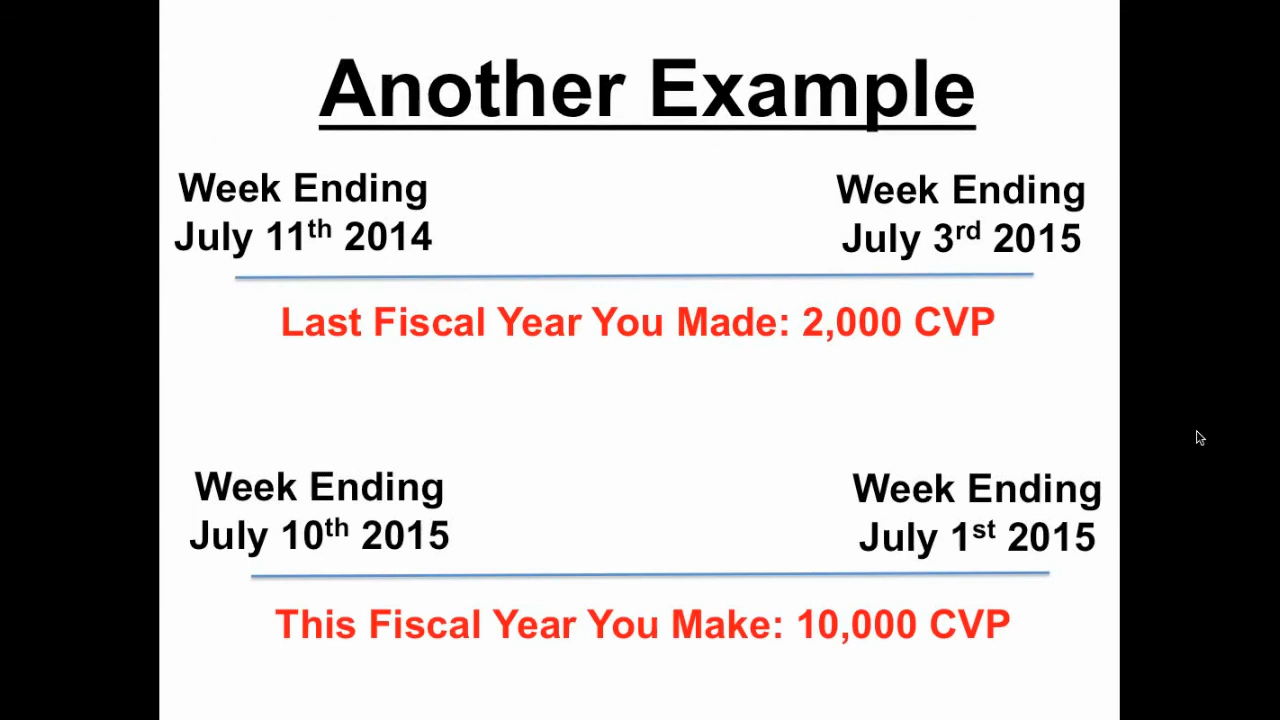 Another Example
Week Ending
July 11th 2014
Week Ending
July 3rd 2015
Last Fiscal Year You Made: 2,000 CVP
Week Ending
July 10th 2015
Week Ending
July 1st 2015
This Fiscal Year You Make: 10,000 CVP